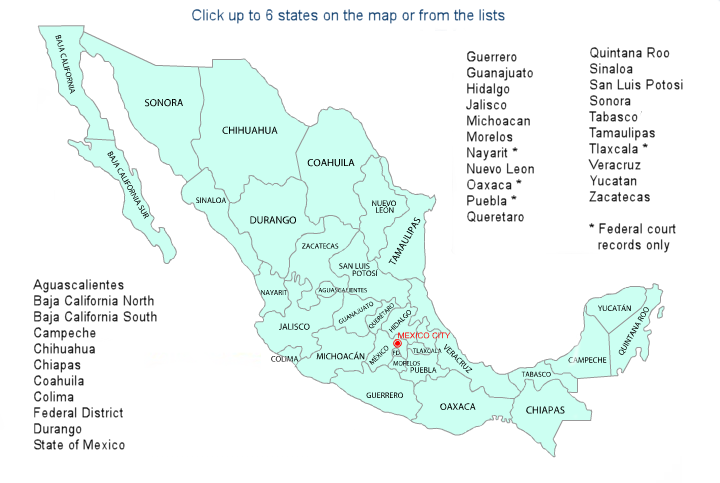 Click up to 6 states on the map or from the lists
Guerrero
Guanajuato
Hidalgo
Jalisco
Michoacan
Morelos
Nayarit *
Nuevo Leon
Oaxaca *
Puebla *
Queretaro
Quintana Roo
Sinaloa
San Luis Potosi
Sonora
Tabasco
Tamaulipas
Tlaxcala *
Veracruz
Yucatan
Zacatecas
* Federal court
records only
Aguascalientes
Baja California North
Baja California South
Campeche
Chihuahua
Chiapas
Coahuila
Colima
Federal District
Durango
State of Mexico
BAJA CALIFORNIA
SONORA
CHIHUAHUA
COAHUILA
BAJA CALIFORNIA SUR
SINALOA
DURANGO
NUEVO
LEÓN
TAMAULIPAS
ZACATECAS
SAN LUIS
POTOSÍ
NAYARIT
AGUASCALIENTES
JALISCO
GUANAJUATO
QUERETARO
HIDALGO
MEXICO CITY
COLIMA
MICHOACÁN
MÉXICO
F.D.
TLAXCALA
VERACRUZ
MORELOS
PUEBLA
GUERRERO
OAXACA
CHIAPAS
TABASCO
CAMPECHE
YUCATÁN
QUINTANA ROO